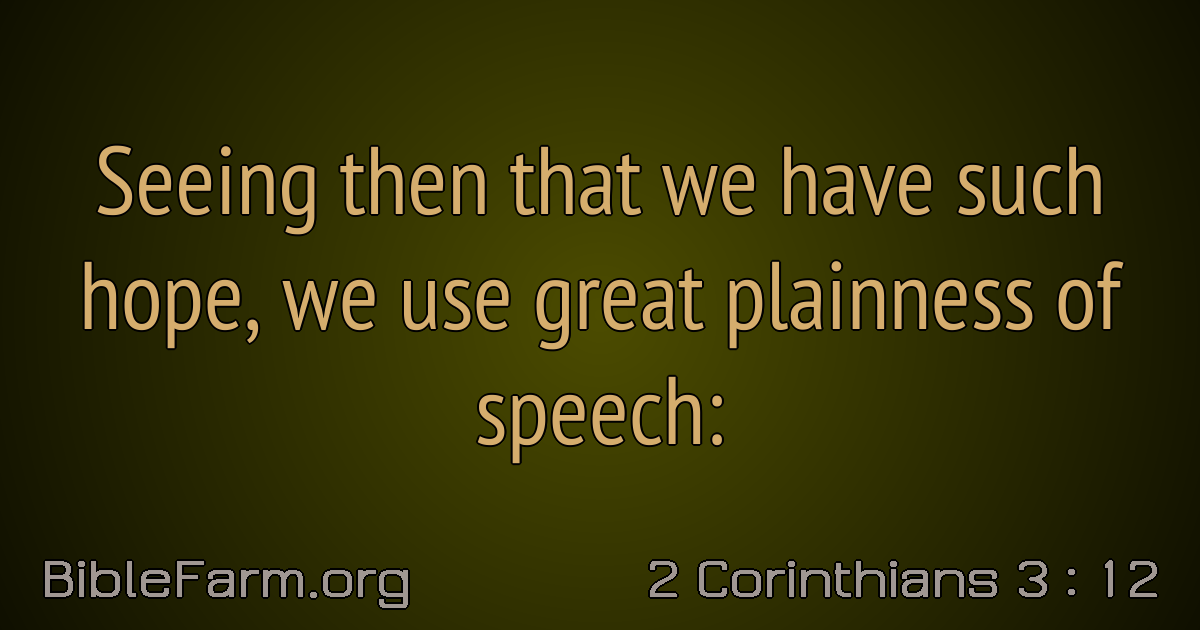 Seeing then that we have such
hope, we use great plainness of
speech:
BibleFarm.org
2 Corinthians 3 : 12